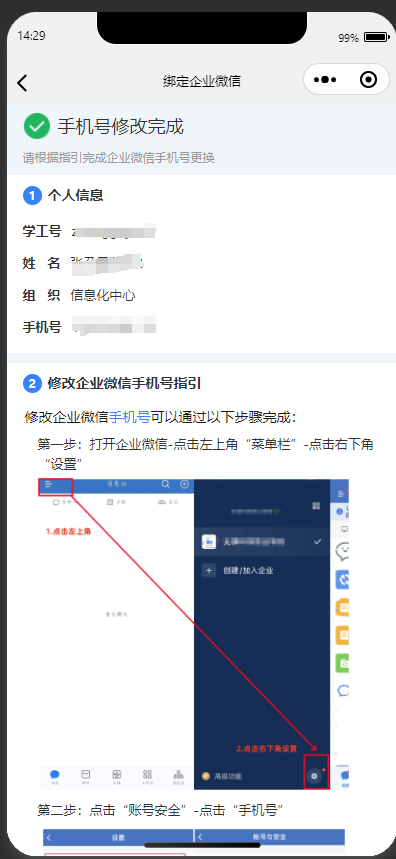 14:29
99%
绑定企业微信
手机号修改完成
请根据指引完成企业微信手机号更换
1 个人信息
学工号
姓 名
组 织 信息化中心
手机号
2 修改企业微信手机号指引
修改企业微信手机号可以通过以下步骤完成：
第一步：打开企业微信-点击左上角“菜单栏”-点击右下角
“设置”
1.点击左上角
创建/加入企业
2.点击右下角设置
高级功能
第二步：点击“账号安全”-点击“手机号”
设置
账号与安全